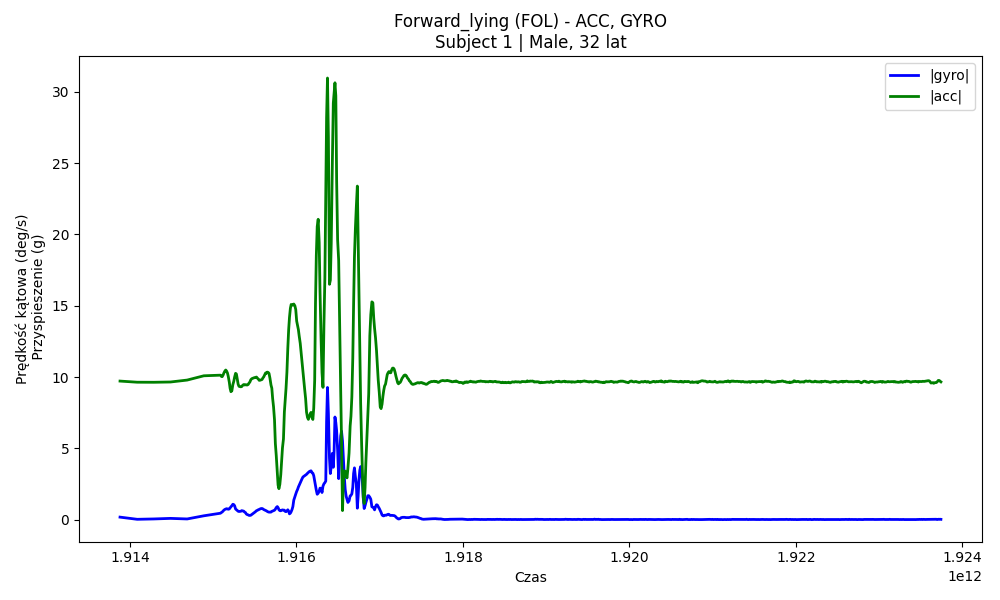 Forward_lying (FOL) - ACC, GYRO
Subject 1 | Male, 32 lat
|gyro|
|acc|
Prędkość kątowa (deg/s)
Przyspieszenie (g)
30
25
20
15
10
5
0
1.914 1.916 1.918 1.920 1.922 1.924
1e12
Czas